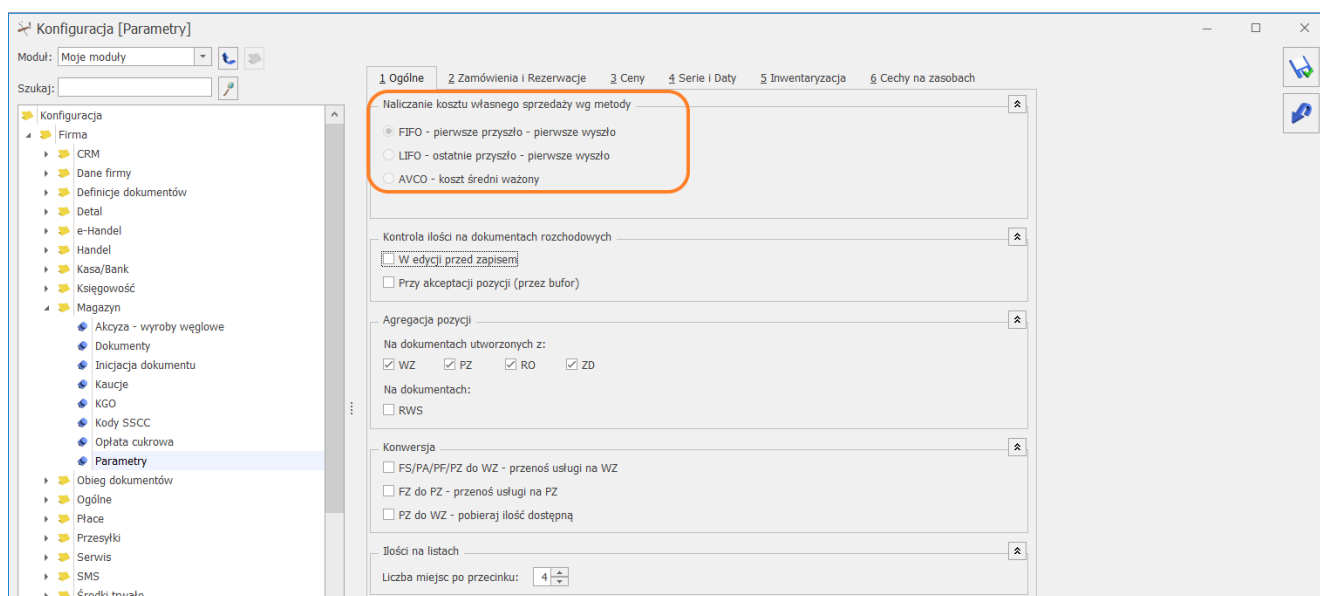 Konfiguracja [Parametry]
Moduł: Moje moduły
Szukaj:
Konfiguracja
Firma
CRM
Dane firmy
Definicje dokumentów
Detal
e-Handel
Handel
Kasa/Bank
Księgowość
Magazyn
Akcyza - wyroby węglowe
Dokumenty
Inicjacja dokumentu
Kaucje
KGO
Kody SSCC
Opłata cukrowa
Parametry
Obieg dokumentów
Ogólne
Płace
Przesyłki
Serwis
SMS
Środki trwałe
1 Ogólne 2 Zamówienia i Rezerwacje 3 Ceny 4 Serie i Daty 5 Inwentaryzacja 6 Cechy na zasobach
Naliczanie kosztu własnego sprzedaży wg metody
FIFO - pierwsze przyszło - pierwsze wyszło
LIFO - ostatnie przyszło - pierwsze wyszło
AVCO - koszt średni ważony
Kontrola ilości na dokumentach rozchodowych
W edycji przed zapisem
Przy akceptacji pozycji (przez bufor)
Agregacja pozycji
Na dokumentach utworzonych z:
WZ PZ RO ZD
Na dokumentach:
RWS
Konwersja
FS/PA/PF/PZ do WZ - przenoś usługi na WZ
FZ do PZ - przenoś usługi na PZ
PZ do WZ - pobieraj ilość dostępną
Ilości na listach
Liczba miejsc po przecinku: 4